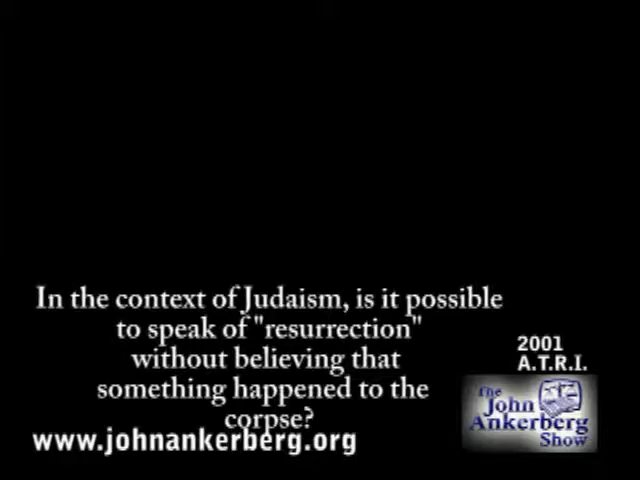 In the context of Judaism, is it possible
to speak of "resurrection"
without believing that
something happened to the
corpse?
www.johnankerberg.org
2001
A.T.R.I.
The
John
Ankerberg
Show